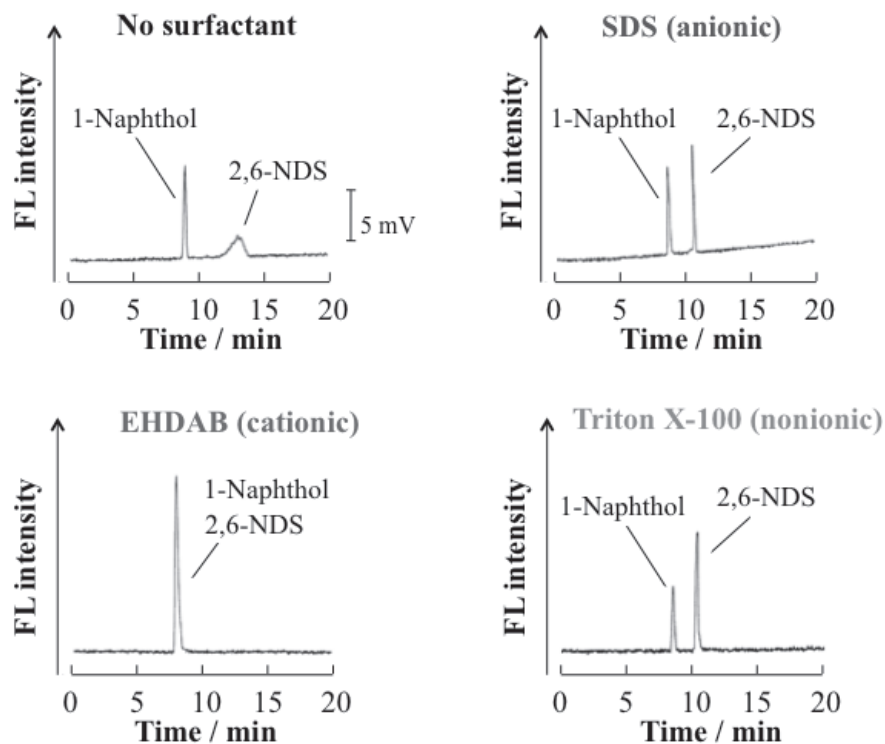 No surfactant
FL intensity
1-Naphthol
2,6-NDS
5 mV
0 5 10 15 20
Time / min
SDS (anionic)
FL intensity
1-Naphthol
2,6-NDS
0 5 10 15 20
Time / min
EHDAB (cationic)
FL intensity
1-Naphthol
2,6-NDS
0 5 10 15 20
Time / min
Triton X-100 (nonionic)
FL intensity
1-Naphthol
2,6-NDS
0 5 10 15 20
Time / min